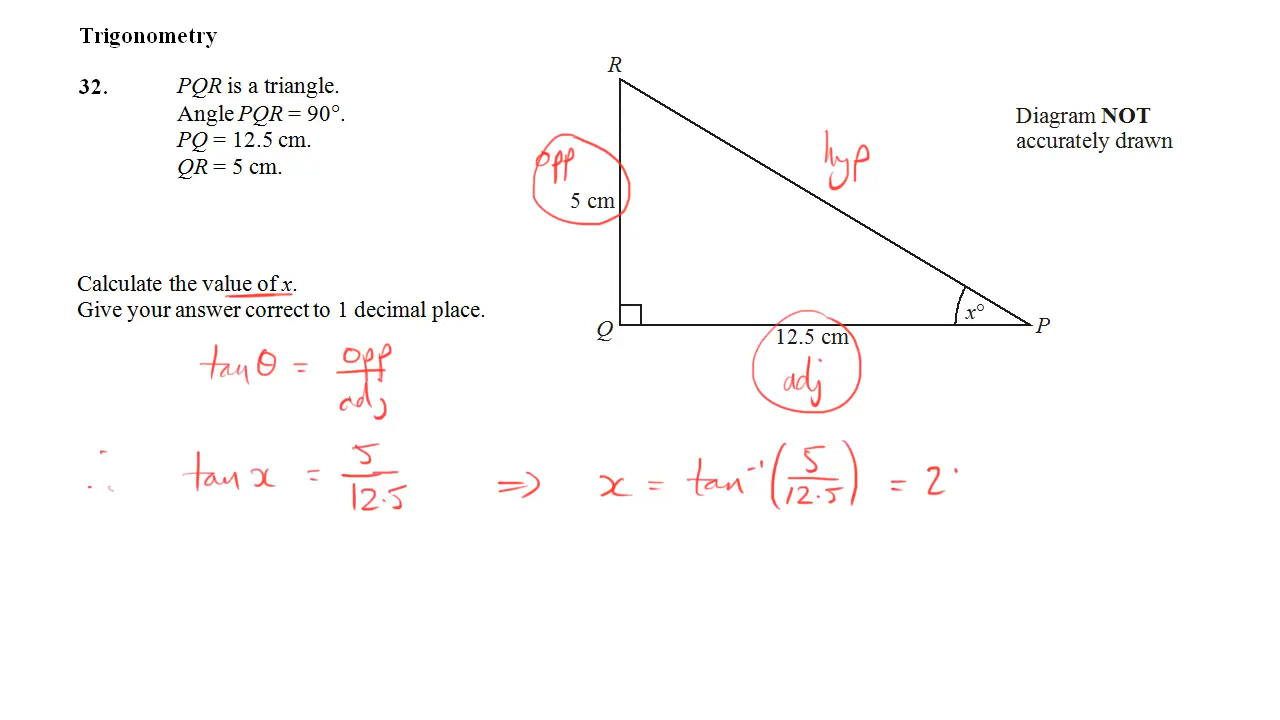 Trigonometry
32. PQR is a triangle.
Angle PQR = 90°.
PQ = 12.5 cm.
QR = 5 cm.
R
Diagram NOT
accurately drawn
opp
hyp
5 cm
Calculate the value of x.
Give your answer correct to 1 decimal place.
x°
Q
P
12.5 cm
adj
tan θ = opp/adj
∴ tan x = 5/12.5 ⇒ x = tan⁻¹(5/12.5) = 2